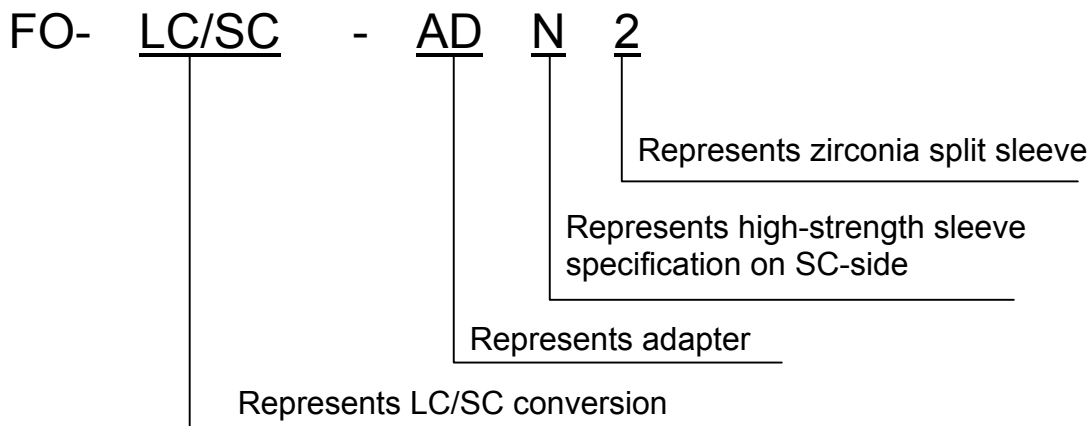 FO- LC/SC - AD N 2
Represents zirconia split sleeve
Represents high-strength sleeve
specification on SC-side
Represents adapter
Represents LC/SC conversion